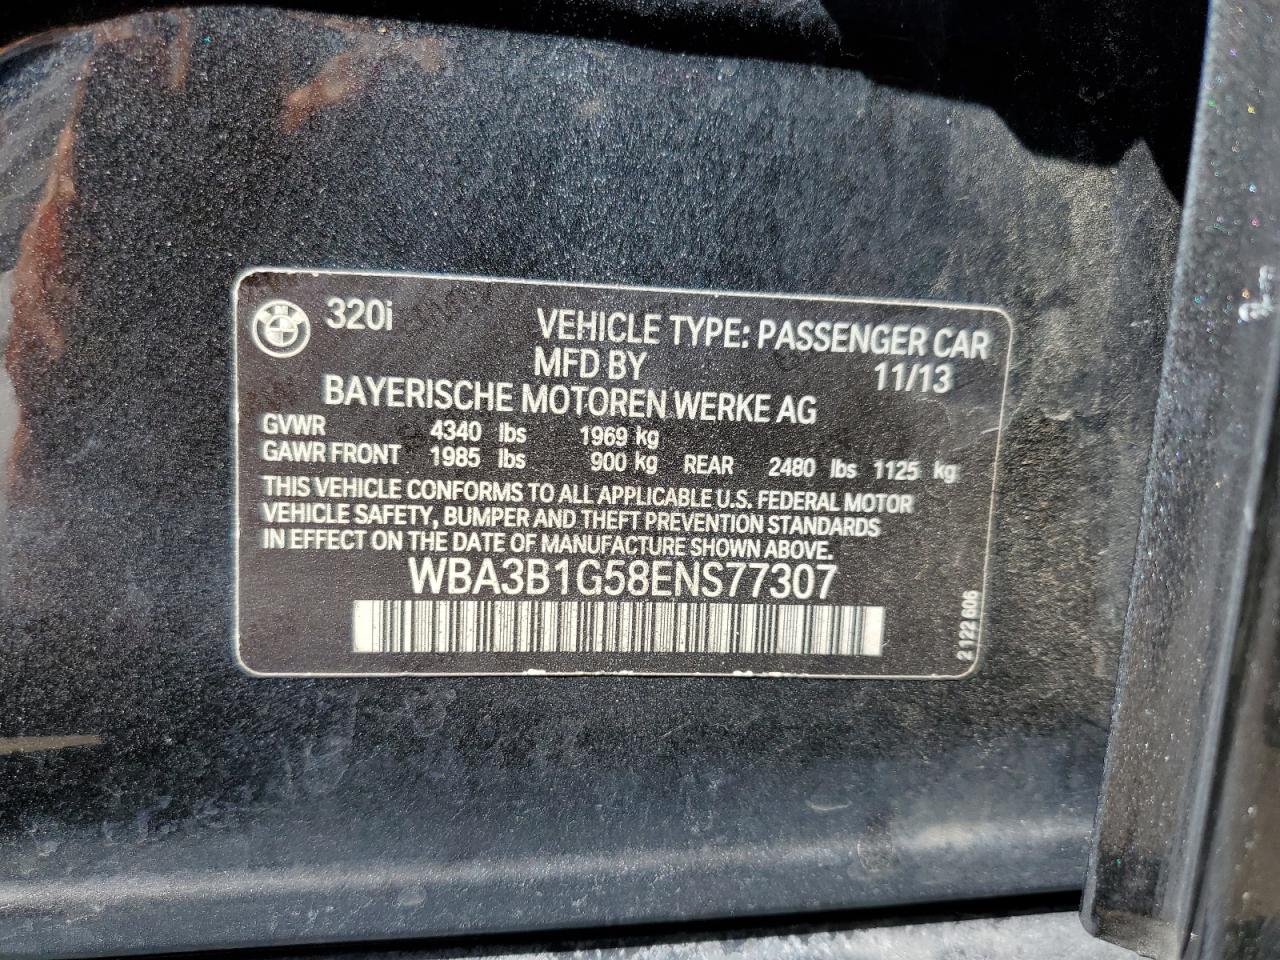 320i
VEHICLE TYPE: PASSENGER CAR
MFD BY 11/13
BAYERISCHE MOTOREN WERKE AG
GVWR 4340 lbs 1969 kg
GAWR FRONT 1985 lbs 900 kg REAR 2480 lbs 1125 kg
THIS VEHICLE CONFORMS TO ALL APPLICABLE U.S. FEDERAL MOTOR
VEHICLE SAFETY, BUMPER AND THEFT PREVENTION STANDARDS
IN EFFECT ON THE DATE OF MANUFACTURE SHOWN ABOVE.
WBA3B1G58ENS77307
2 122 606